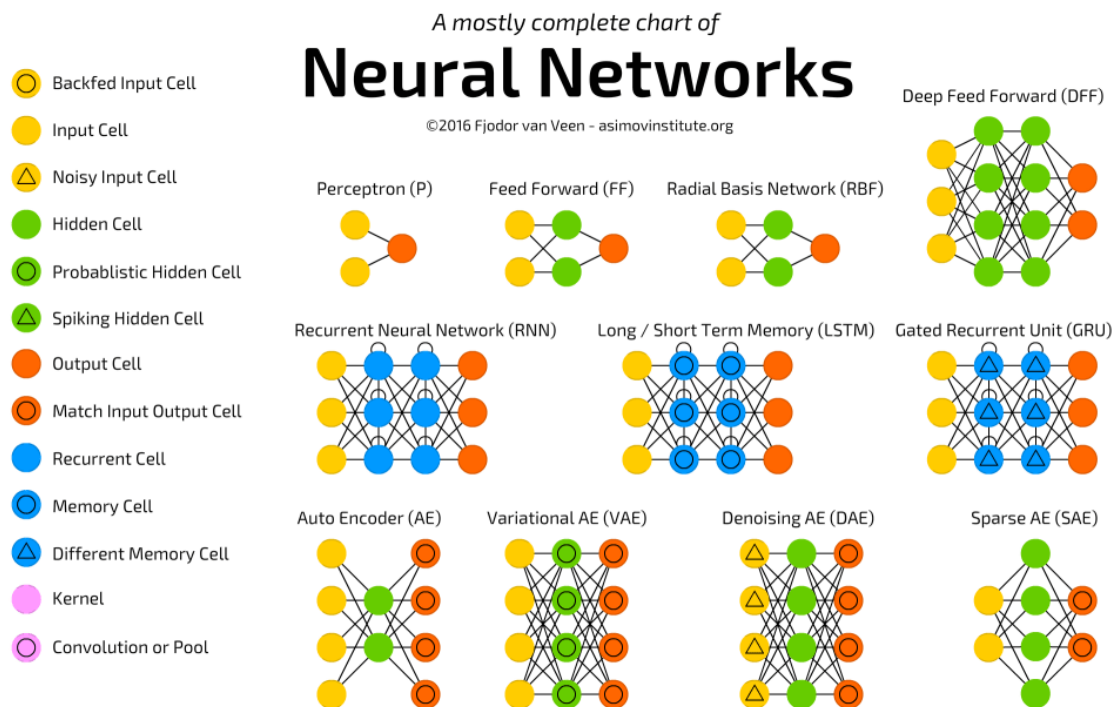 A mostly complete chart of
Neural Networks
©2016 Fjodor van Veen - asimovinstitute.org
Backfed Input Cell
Input Cell
Noisy Input Cell
Hidden Cell
Probablistic Hidden Cell
Spiking Hidden Cell
Output Cell
Match Input Output Cell
Recurrent Cell
Memory Cell
Different Memory Cell
Kernel
Convolution or Pool
Deep Feed Forward (DFF)
Perceptron (P)
Feed Forward (FF)
Radial Basis Network (RBF)
Recurrent Neural Network (RNN)
Long / Short Term Memory (LSTM)
Gated Recurrent Unit (GRU)
Auto Encoder (AE)
Variational AE (VAE)
Denoising AE (DAE)
Sparse AE (SAE)